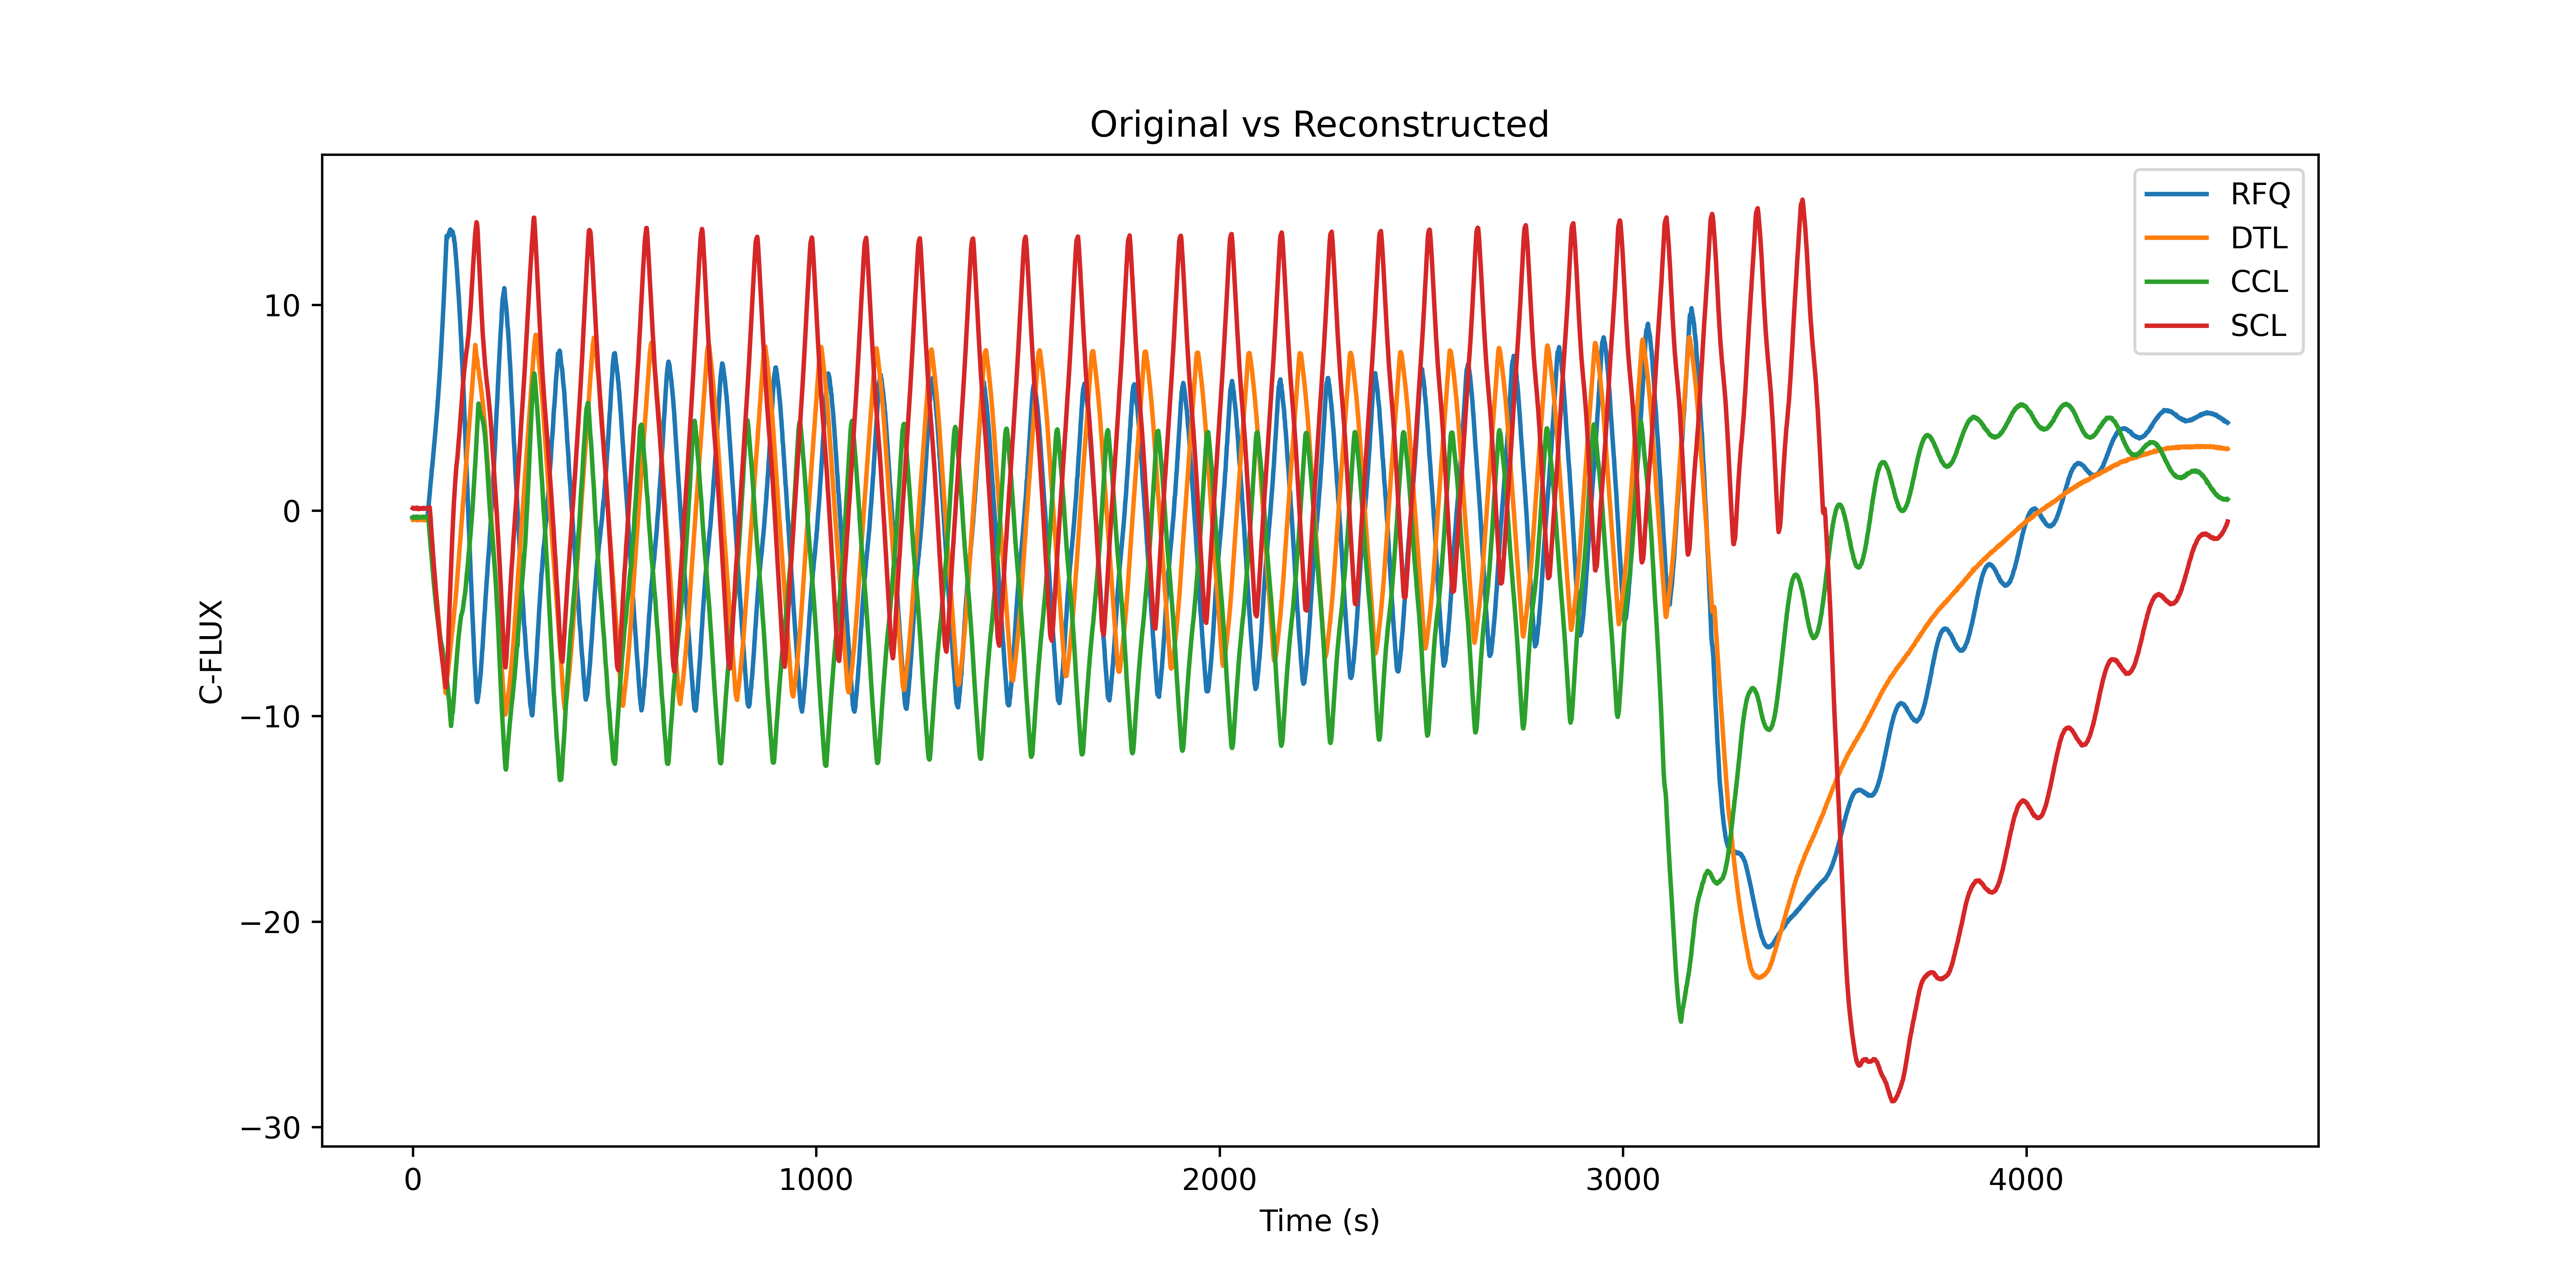 Original vs Reconstructed
RFQ
DTL
CCL
SCL
C-FLUX
10
0
−10
−20
−30
0 1000 2000 3000 4000
Time (s)